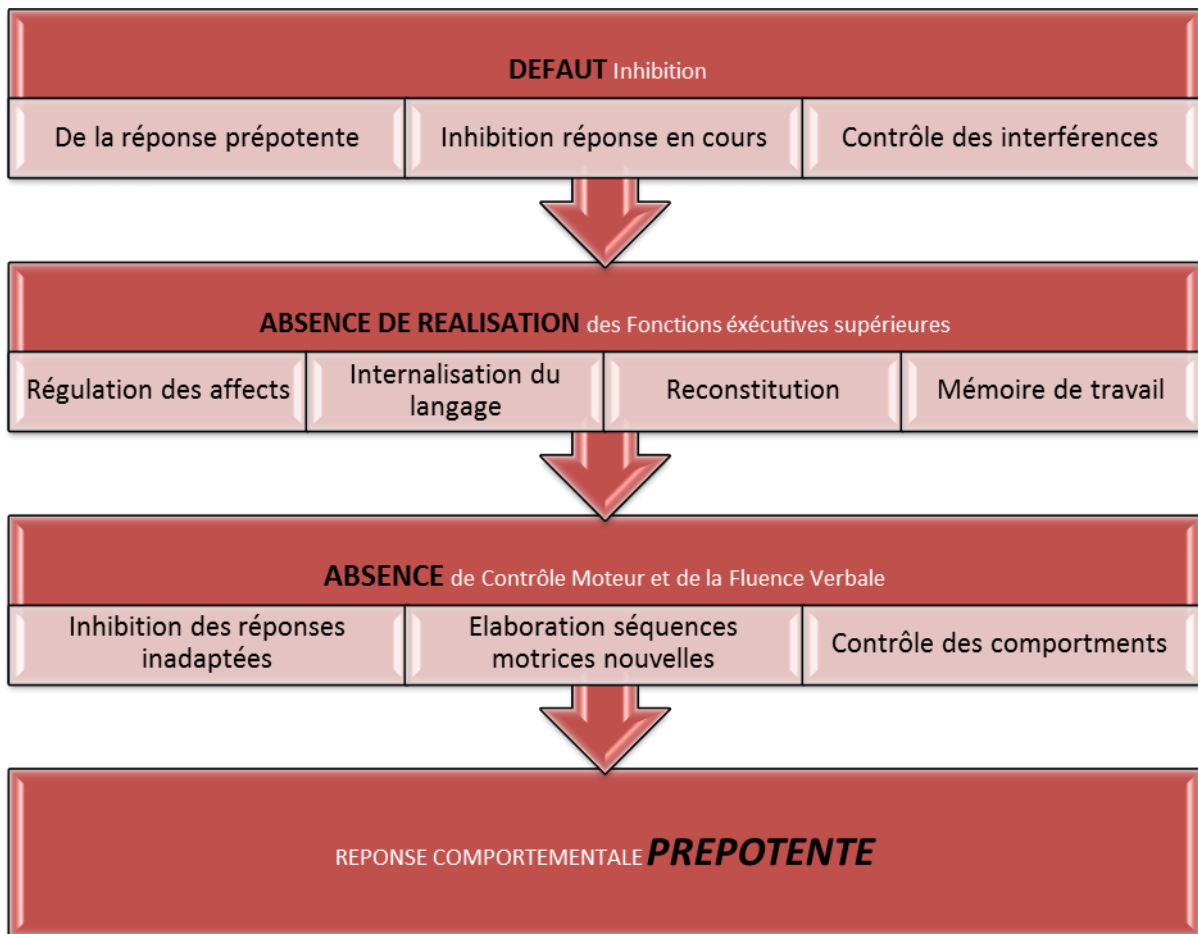 DEFAUT Inhibition
De la réponse prépotente
Inhibition réponse en cours
Contrôle des interférences
ABSENCE DE REALISATION des Fonctions éxécutives supérieures
Régulation des affects
Internalisation du
langage
Reconstitution
Mémoire de travail
ABSENCE de Contrôle Moteur et de la Fluence Verbale
Inhibition des réponses
inadaptées
Elaboration séquences
motrices nouvelles
Contrôle des comportments
REPONSE COMPORTEMENTALE PREPOTENTE